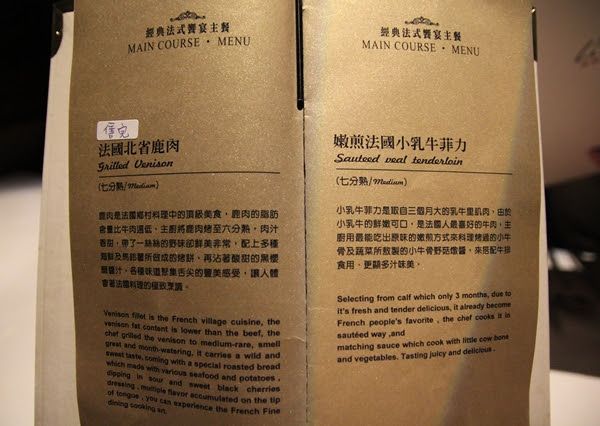 經典法式饗宴主餐
MAIN COURSE · MENU
售完
法國北省鹿肉
Grilled Venison
(七分熟/Medium)
鹿肉是法國鄉村料理中的頂級美食，鹿肉的脂肪
含量比牛肉還低，主廚將鹿肉烤至六分熟，肉汁
香甜，帶了一絲絲的野味卻鮮美非常，配上多種
海鮮及馬鈴薯所做成的烤餅，再沾著酸甜的黑櫻
桃醬汁，各種味道聚集舌尖的豐美感受，讓人體
會著法國料理的極致烹調。
Venison fillet is the French village cuisine, the
venison fat content is lower than the beef, the
chef grilled the venison to medium-rare, smell
great and month-watering, it carries a wild and
sweet taste, coming with a special roasted bread
which made with various seafood and potatoes ,
dipping in sour and sweet black cherries
dressing , multiple flavor accumulated on the tip
of tongue , you can experience the French Fine
dining cooking on.
經典法式饗宴主餐
MAIN COURSE · MENU
嫩煎法國小乳牛菲力
Sauteed veal tenderloin
(七分熟/Medium)
小乳牛菲力是取自三個月大的乳牛里肌肉，由於
小乳牛的鮮嫩可口，是法國人最喜好的牛肉，主
廚用最能吃出原味的嫩煎方式來料理烤過的小牛
骨及蔬菜所熬製的小牛骨野菇燴醬，來搭配牛排
食用，更顯多汁味美。
Selecting from calf which only 3 months, due to
it's fresh and tender delicious, it already become
French people's favorite , the chef cooks it in
sautéed way ,and
matching sauce which cook with little cow bone
and vegetables. Tasting juicy and delicious .